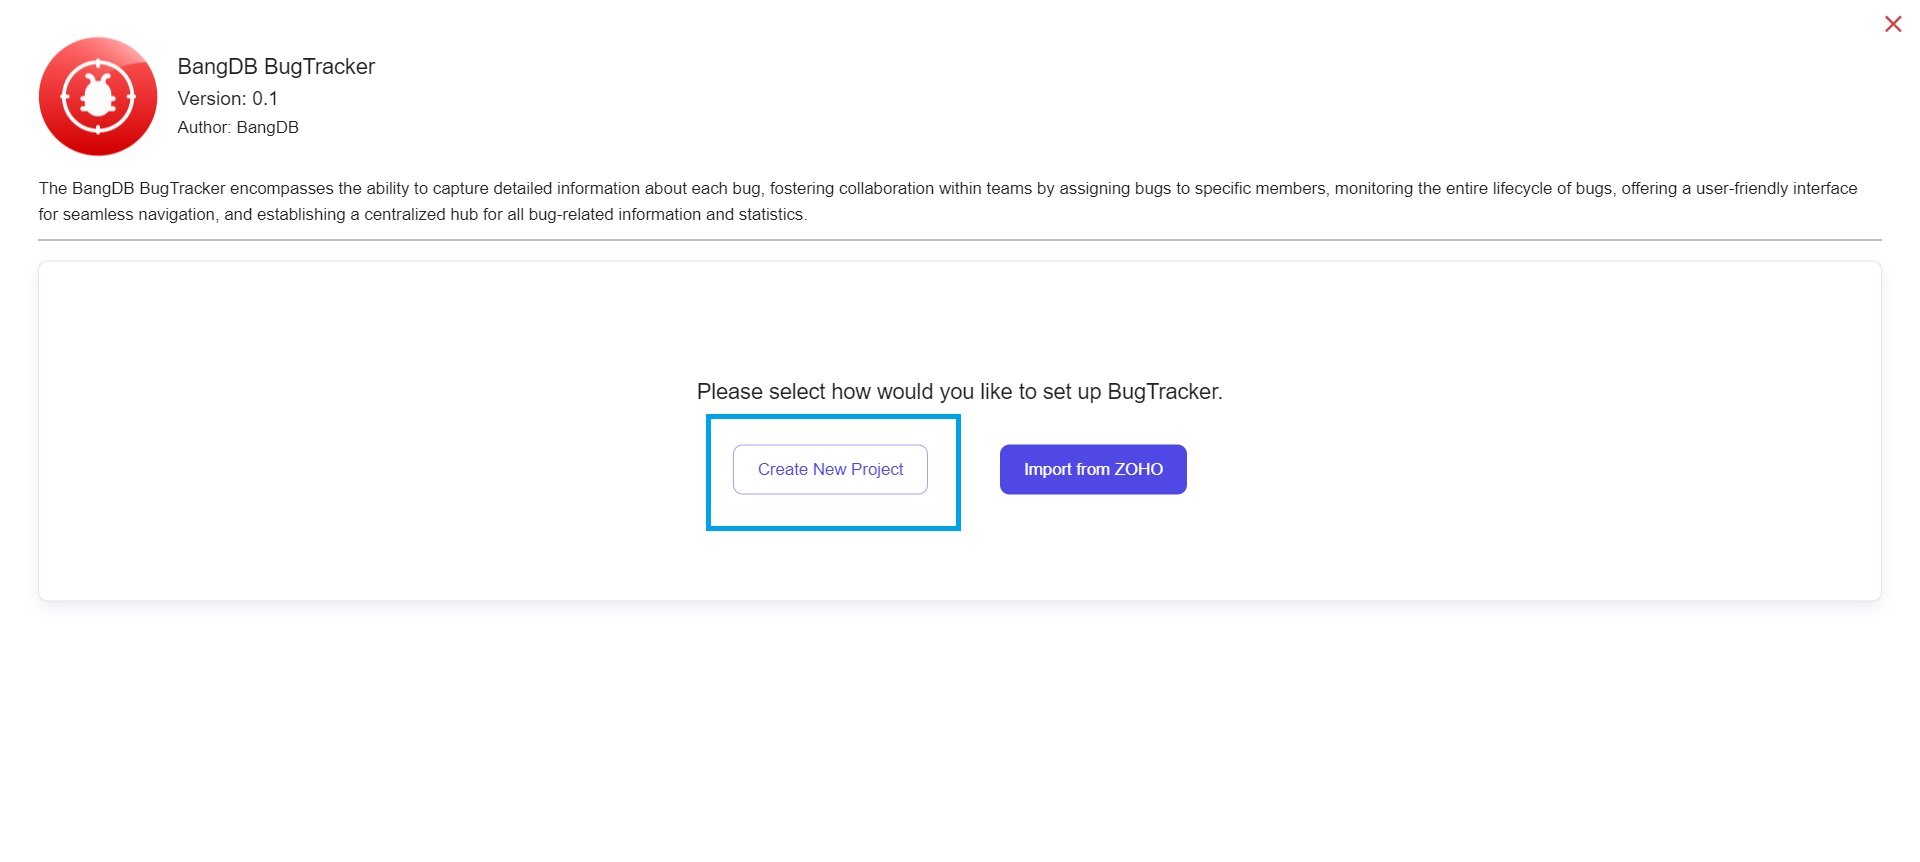 BangDB BugTracker
Version: 0.1
Author: BangDB
The BangDB BugTracker encompasses the ability to capture detailed information about each bug, fostering collaboration within teams by assigning bugs to specific members, monitoring the entire lifecycle of bugs, offering a user-friendly interface
for seamless navigation, and establishing a centralized hub for all bug-related information and statistics.
Please select how would you like to set up BugTracker.
Create New Project
Import from ZOHO